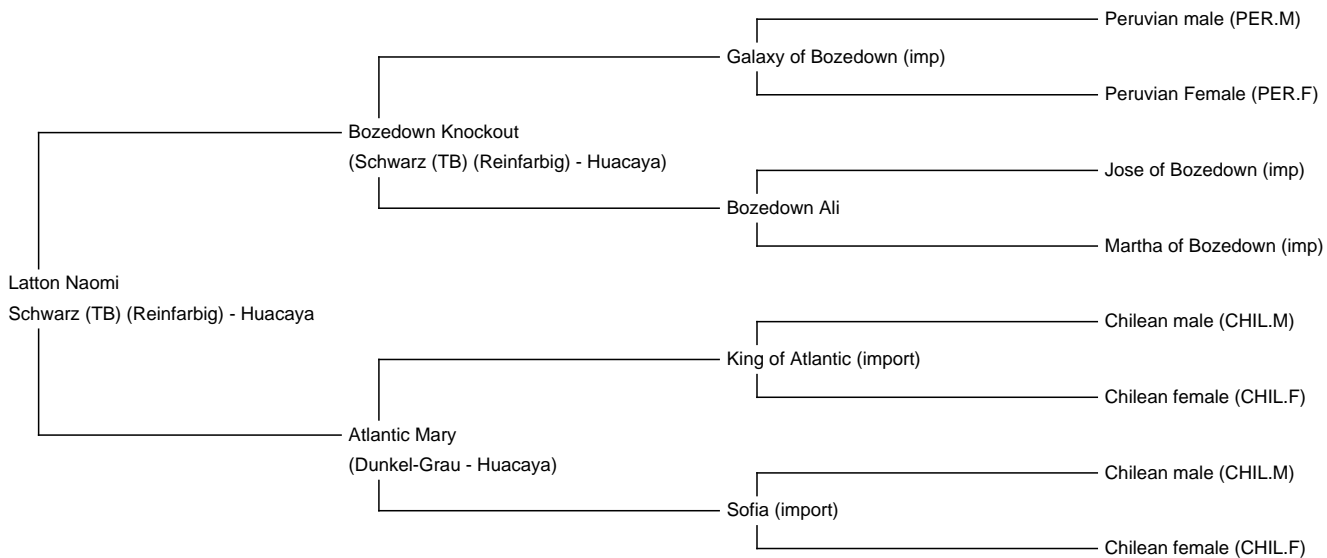 Peruvian male (PER.M)
Galaxy of Bozedown (imp)
Peruvian Female (PER.F)
Bozedown Knockout
(Schwarz (TB) (Reinfarbig) - Huacaya)
Jose of Bozedown (imp)
Bozedown Ali
Martha of Bozedown (imp)
Latton Naomi
Schwarz (TB) (Reinfarbig) - Huacaya
Chilean male (CHIL.M)
King of Atlantic (import)
Chilean female (CHIL.F)
Atlantic Mary
(Dunkel-Grau - Huacaya)
Chilean male (CHIL.M)
Sofia (import)
Chilean female (CHIL.F)